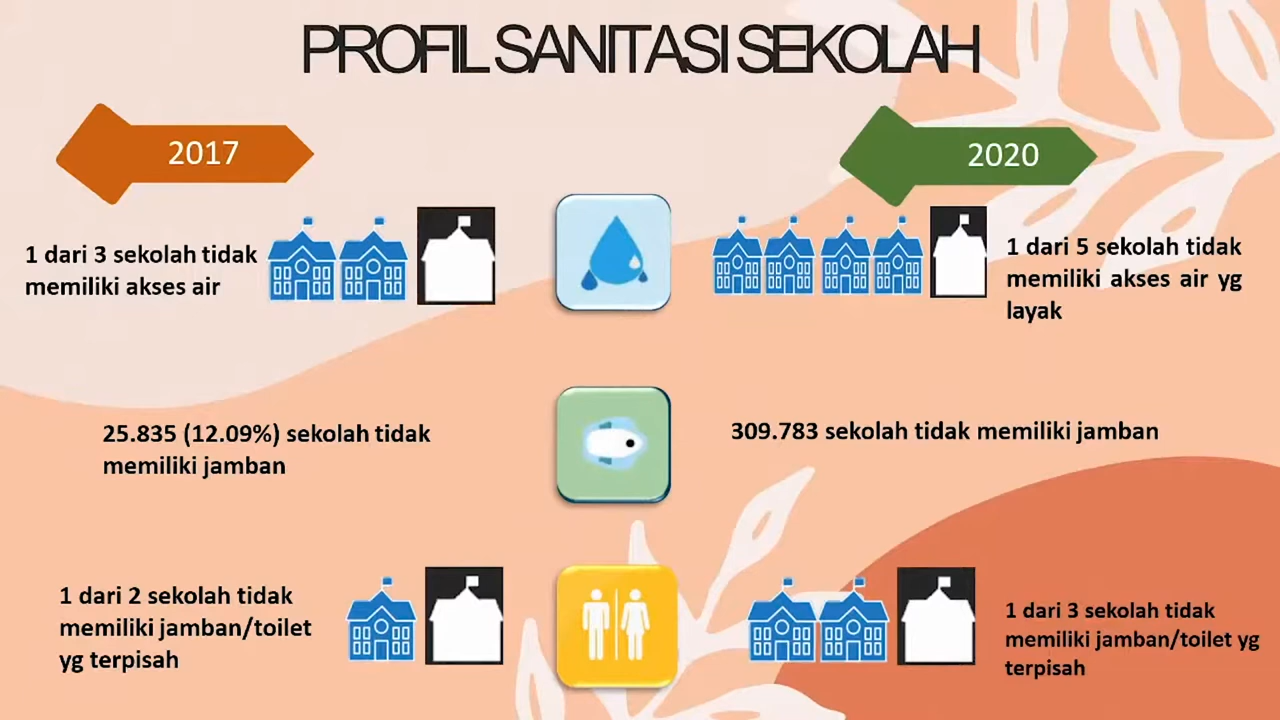 PROFIL SANITASI SEKOLAH
2017
2020
1 dari 3 sekolah tidak
memiliki akses air
1 dari 5 sekolah tidak
memiliki akses air yg
layak
25.835 (12.09%) sekolah tidak
memiliki jamban
309.783 sekolah tidak memiliki jamban
1 dari 2 sekolah tidak
memiliki jamban/toilet
yg terpisah
1 dari 3 sekolah tidak
memiliki jamban/toilet yg
terpisah